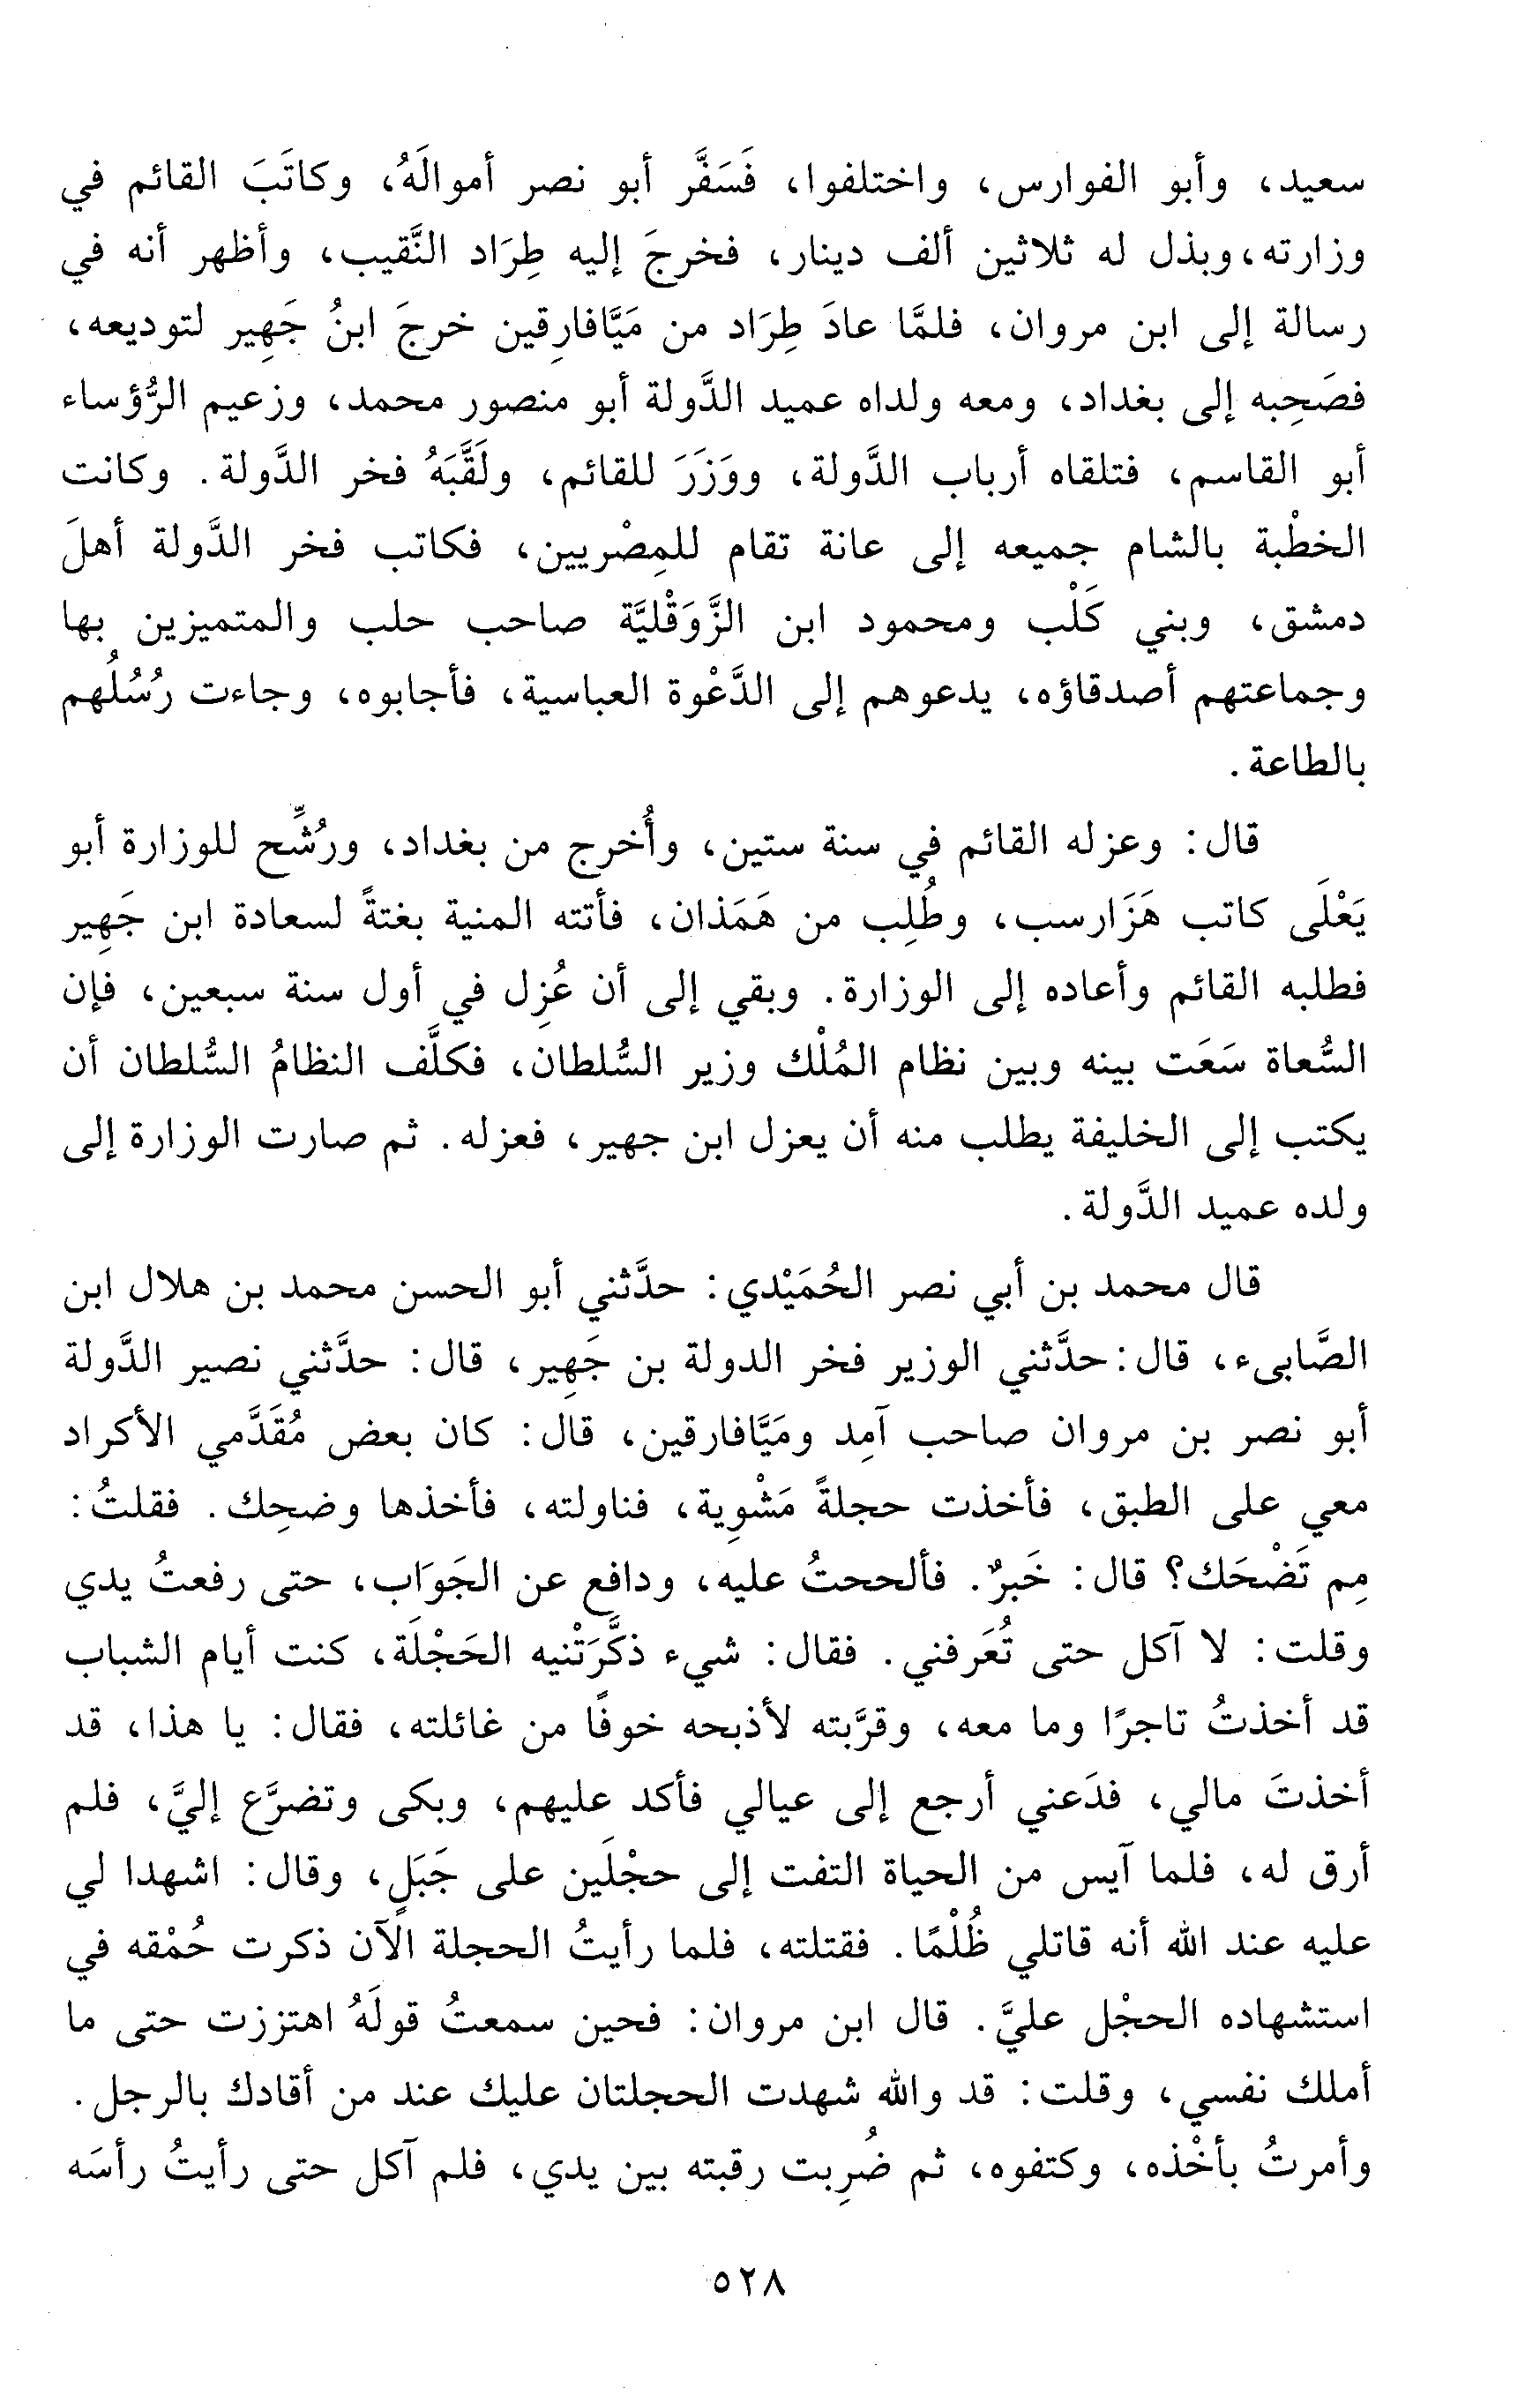 سعيد، وأبو الفوارس، واختلفوا، فَسَفَّر أبو نصر أموالَهُ، وكاتَبَ القائم في
وزارته، وبذل له ثلاثين ألف دينار، فخرجَ إليه طِرَاد النَّقيب، وأظهر أنه في
رسالة إلى ابن مروان، فلمَّا عادَ طِرَاد من مَيَّافارِقين خرجَ ابنُ جَهِير لتوديعه،
فصَحِبه إلى بغداد، ومعه ولداه عميد الدَّولة أبو منصور محمد، وزعيم الرُّؤساء
أبو القاسم، فتلقاه أرباب الدَّولة، ووَزَرَ للقائم، ولَقَّبَهُ فخر الدَّولة. وكانت
الخطْبة بالشام جميعه إلى عانة تقام للمِصْريين، فكاتب فخر الدَّولة أهلَ
دمشق، وبني كَلْب ومحمود ابن الزَّوَقْليَّة صاحب حلب والمتميزين بها
وجماعتهم أصدقاؤه، يدعوهم إلى الدَّعْوة العباسية، فأجابوه، وجاءت رُسُلُهم
بالطاعة.
قال: وعزله القائم في سنة ستين، وأُخرج من بغداد، ورُشِّح للوزارة أبو
يَعْلَى كاتب هَزَارسب، وطُلِب من هَمَذان، فأتته المنية بغتةً لسعادة ابن جَهِير
فطلبه القائم وأعاده إلى الوزارة. وبقي إلى أن عُزِل في أول سنة سبعين، فإن
السُّعاة سَعَت بينه وبين نظام المُلْك وزير السُّلطان، فكلَّف النظامُ السُّلطان أن
يكتب إلى الخليفة يطلب منه أن يعزل ابن جهير، فعزله. ثم صارت الوزارة إلى
ولده عميد الدَّولة.
قال محمد بن أبي نصر الحُمَيْدي: حدَّثني أبو الحسن محمد بن هلال ابن
الصَّابىء، قال: حدَّثني الوزير فخر الدولة بن جَهِير، قال: حدَّثني نصير الدَّولة
أبو نصر بن مروان صاحب آمِد ومَيَّافارقين، قال: كان بعض مُقَدَّمي الأكراد
معي على الطبق، فأخذت حجلةً مَشْوِية، فناولته، فأخذها وضحِك. فقلتُ:
مِم تَضْحَك؟ قال: خَبرٌ. فألححتُ عليه، ودافع عن الجَوَاب، حتى رفعتُ يدي
وقلت: لا آكل حتى تُعَرفني. فقال: شيء ذكَّرَتْنيه الحَجْلَة، كنت أيام الشباب
قد أخذتُ تاجرًا وما معه، وقرَّبته لأذبحه خوفًا من غائلته، فقال: يا هذا، قد
أخذتَ مالي، فدَعني أرجع إلى عيالي فأكد عليهم، وبكى وتضرَّع إليَّ، فلم
أرق له، فلما آيس من الحياة التفت إلى حجْلَين على جَبَلٍ، وقال: اشهدا لي
عليه عند الله أنه قاتلي ظُلْمًا. فقتلته، فلما رأيتُ الحجلة الآن ذكرت حُمْقه في
استشهاده الحجْل عليَّ. قال ابن مروان: فحين سمعتُ قولَهُ اهتززت حتى ما
أملك نفسي، وقلت: قد والله شهدت الحجلتان عليك عند من أقادك بالرجل.
وأمرتُ بأخْذه، وكتفوه، ثم ضُرِبت رقبته بين يدي، فلم آكل حتى رأيتُ رأسَه
٥٢٨